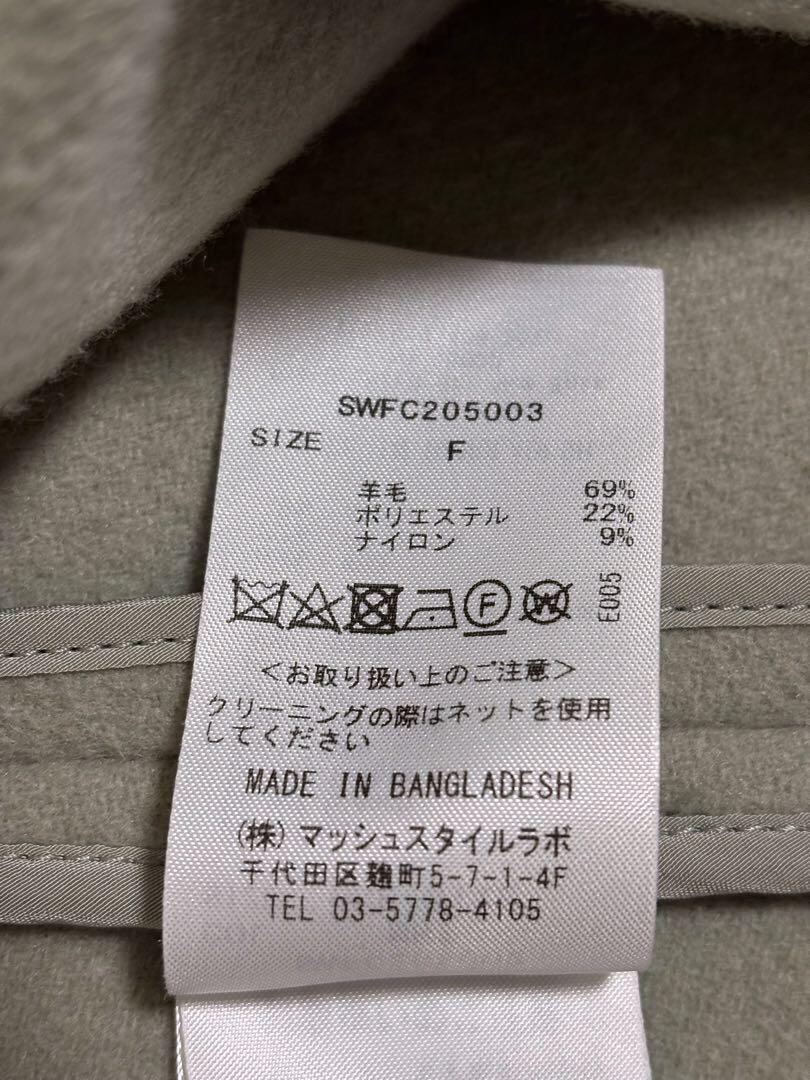 SWFC205003
SIZE F
羊毛 69%
ポリエステル 22%
ナイロン 9%
F W E005
<お取り扱い上のご注意>
クリーニングの際はネットを使用
してください
MADE IN BANGLADESH
(株)マッシュスタイルラボ
千代田区麹町5-7-1-4F
TEL 03-5778-4105